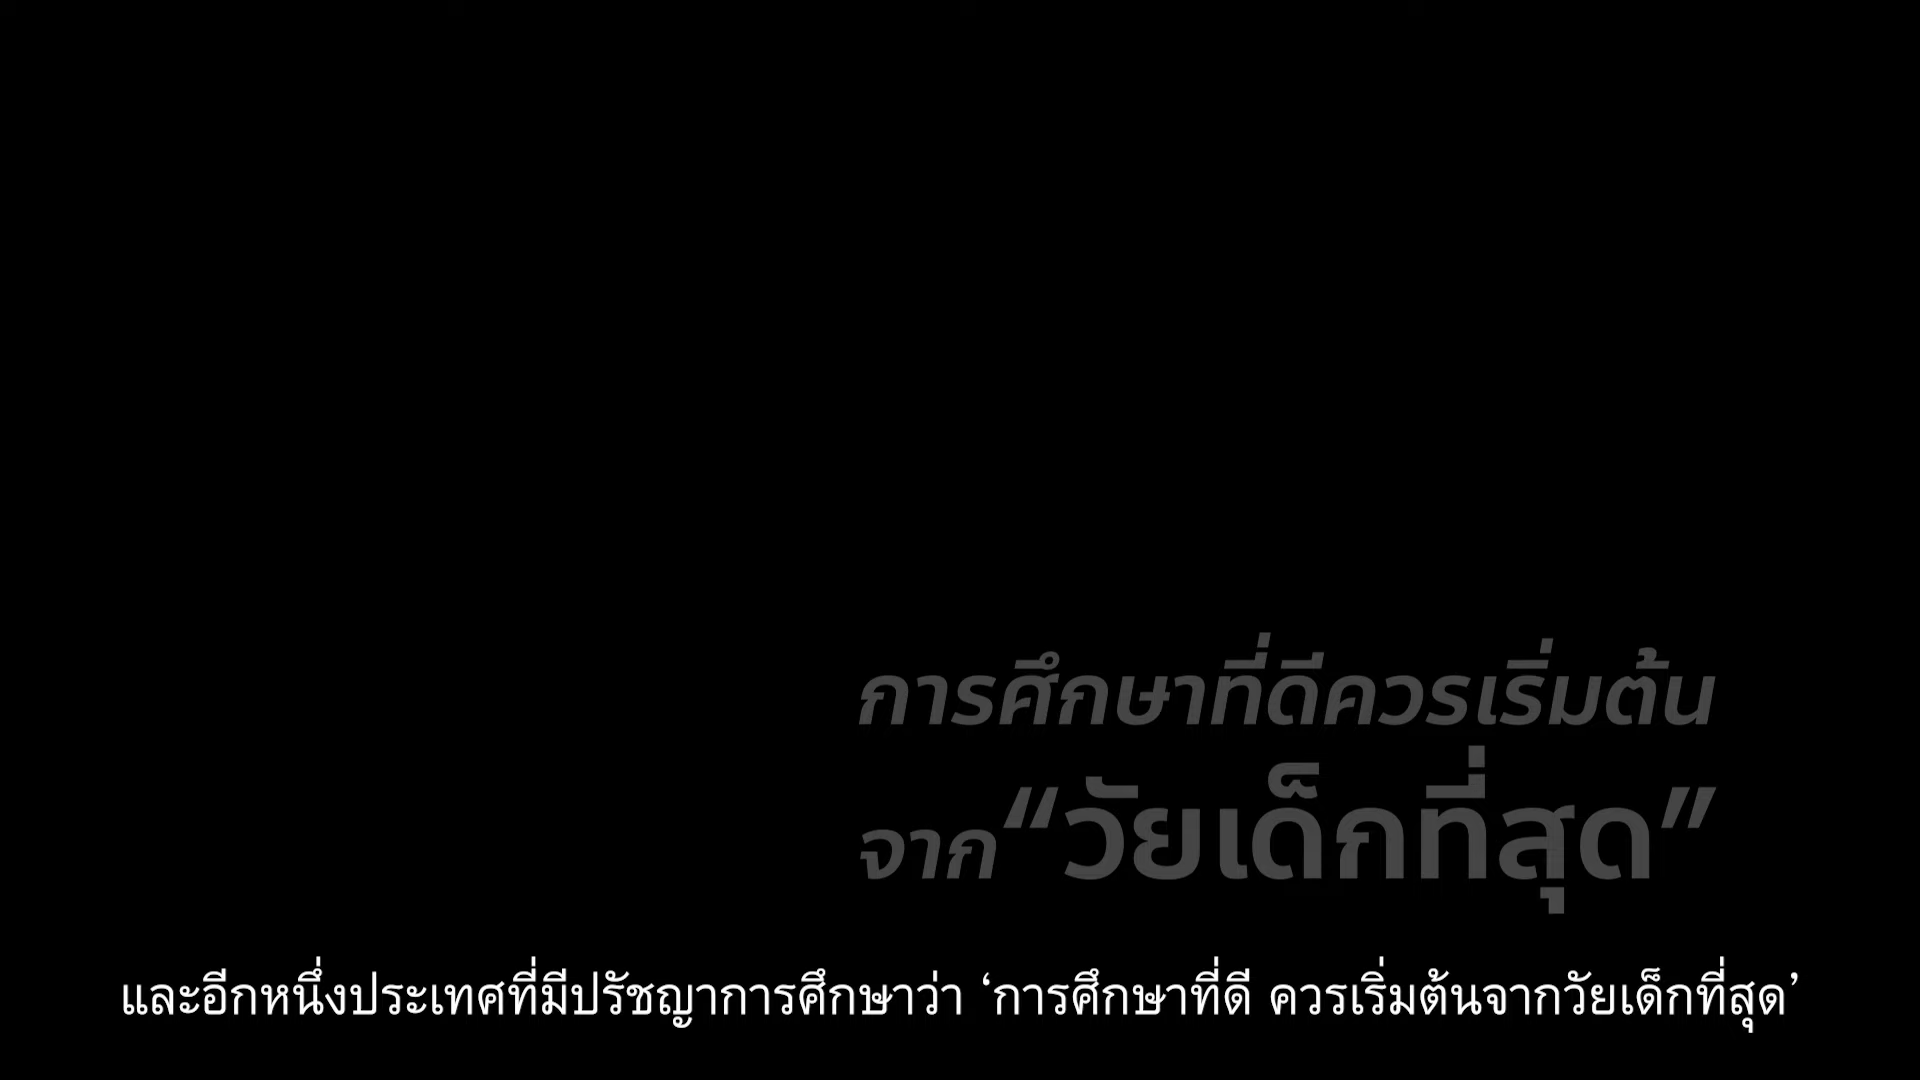 การศึกษาที่ดีควรเริ่มต้น
จาก “วัยเด็กที่สุด”
และอีกหนึ่งประเทศที่มีปรัชญาการศึกษาว่า ‘การศึกษาที่ดี ควรเริ่มต้นจากวัยเด็กที่สุด’